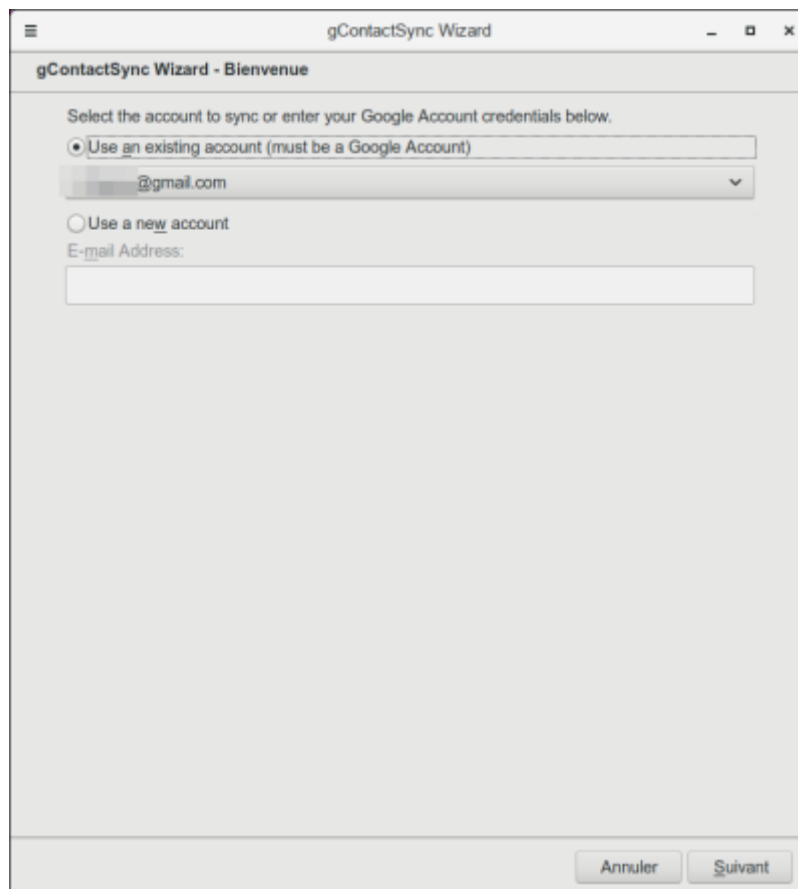 gContactSync Wizard
gContactSync Wizard - Bienvenue
Select the account to sync or enter your Google Account credentials below.
Use an existing account (must be a Google Account)
@gmail.com
Use a new account
E-mail Address:
Annuler
Suivant